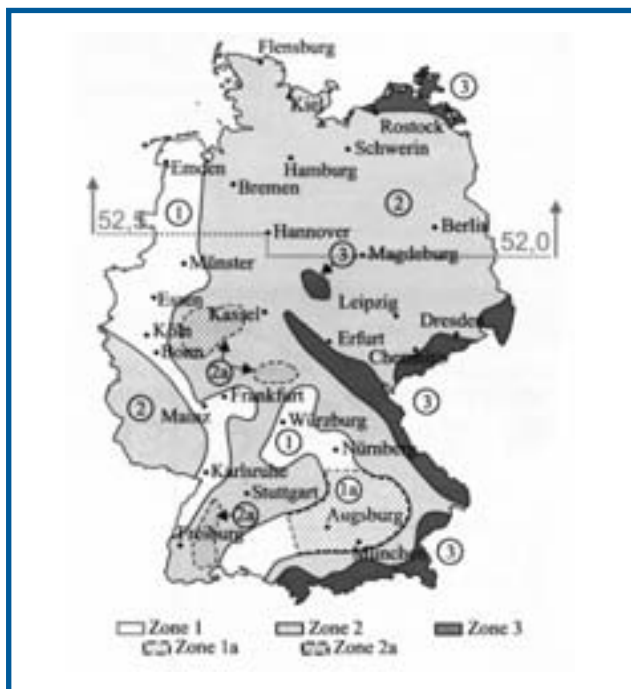 Flensburg
Kiel
3
Rostock
Schwerin
Emden
Hamburg
Bremen
1
2
52,5
Hannover
Berlin
52,0
3
Magdeburg
Münster
Essen
Kassel
Leipzig
Dresden
Köln
Erfurt
Bonn
2a
3
Frankfurt
2
Mainz
Würzburg
1
Nürnberg
Karlsruhe
1a
Stuttgart
2a
Augsburg
Freiburg
München
3
Zone 1
Zone 2
Zone 3
Zone 1a
Zone 2a